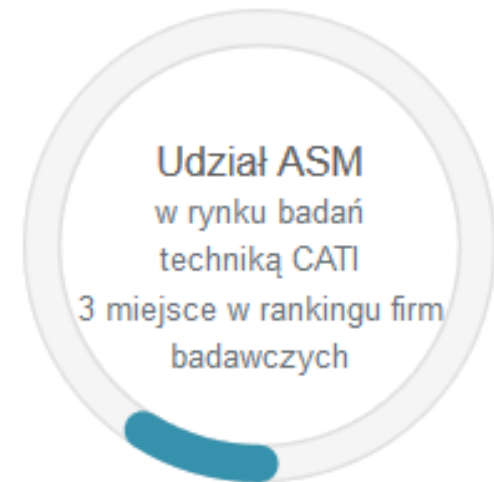 Udział ASM
w rynku badań
techniką CATI
3 miejsce w rankingu firm
badawczych